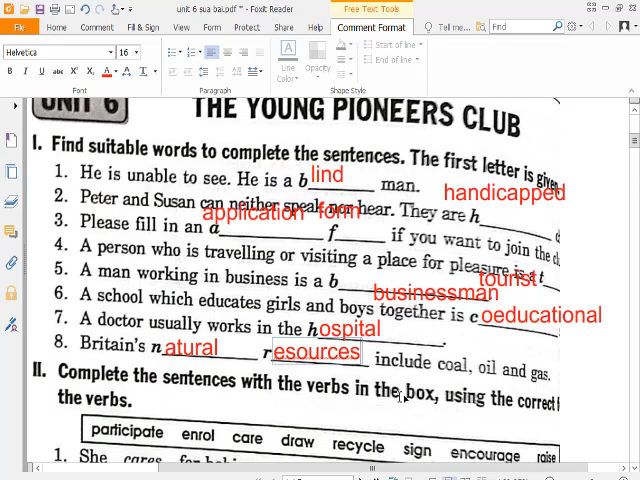 unit 6 sua bai.pdf * - Foxit Reader
Free Text Tools
File Home Comment Fill & Sign View Form Protect Share Help Comment Format Tell me... Find
Helvetica 16
Line Color Opacity Start of line End of line
Font Paragraph Shape Style
UNIT 6 THE YOUNG PIONEERS CLUB
I. Find suitable words to complete the sentences. The first letter is given
1. He is unable to see. He is a b lind man.
2. Peter and Susan can neither speak nor hear. They are h handicapped
3. Please fill in an a application f form if you want to join the
4. A person who is travelling or visiting a place for pleasure is a t tourist
5. A man working in business is a b businessman
6. A school which educates girls and boys together is c oeducational
7. A doctor usually works in the h ospital .
8. Britain's n atural r esources include coal, oil and gas.
II. Complete the sentences with the verbs in the box, using the correct
the verbs.
participate enrol care draw recycle sign encourage raise
1. She cares for